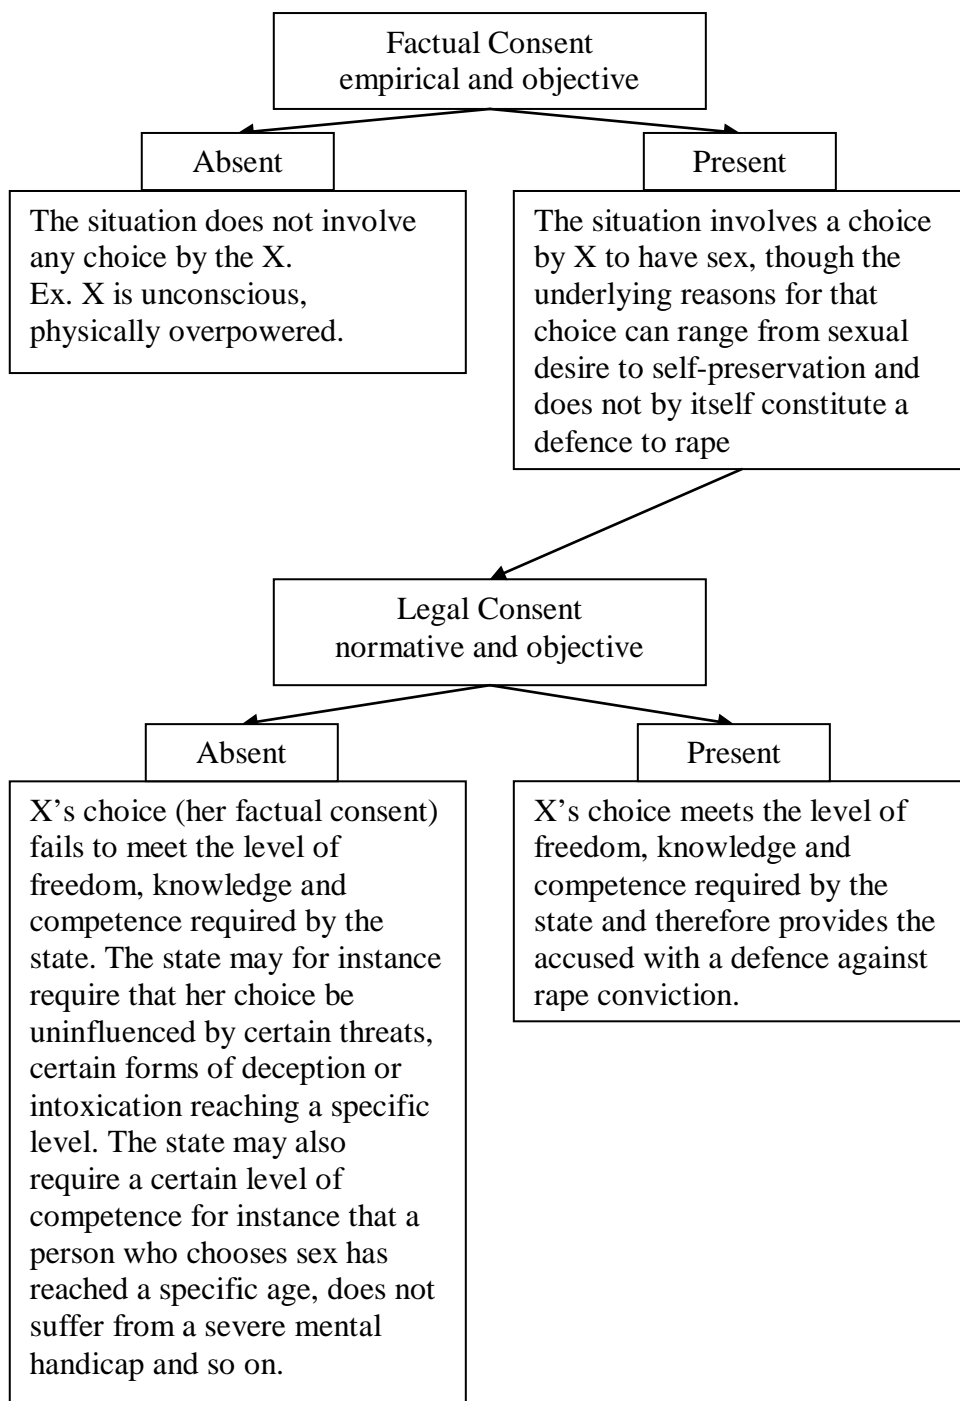 Factual Consent
empirical and objective
Absent
Present
The situation does not involve
any choice by the X.
Ex. X is unconscious,
physically overpowered.
The situation involves a choice
by X to have sex, though the
underlying reasons for that
choice can range from sexual
desire to self-preservation and
does not by itself constitute a
defence to rape
Legal Consent
normative and objective
Absent
Present
X’s choice (her factual consent)
fails to meet the level of
freedom, knowledge and
competence required by the
state. The state may for instance
require that her choice be
uninfluenced by certain threats,
certain forms of deception or
intoxication reaching a specific
level. The state may also
require a certain level of
competence for instance that a
person who chooses sex has
reached a specific age, does not
suffer from a severe mental
handicap and so on.
X’s choice meets the level of
freedom, knowledge and
competence required by the
state and therefore provides the
accused with a defence against
rape conviction.